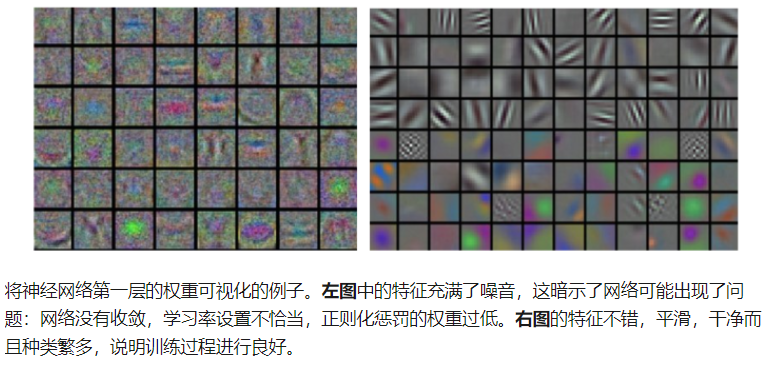 将神经网络第一层的权重可视化的例子。左图中的特征充满了噪音，这暗示了网络可能出现了问
题：网络没有收敛，学习率设置不恰当，正则化惩罚的权重过低。右图的特征不错，平滑，干净而
且种类繁多，说明训练过程进行良好。